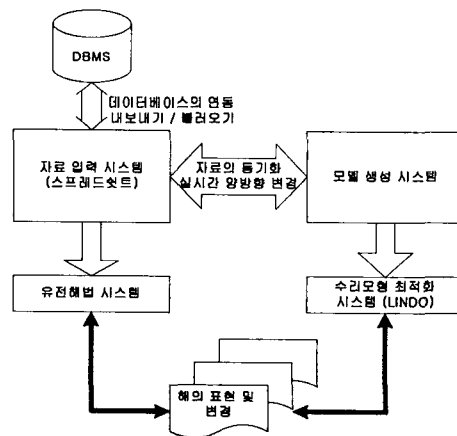 DBMS
데이터베이스의 연동
내보내기 / 불러오기
자료 입력 시스템
(스프레드쉿트)
자료의 동기화
실시간 양방향 변경
모델 생성 시스템
유전해법 시스템
수리모형 최적화
시스템 (LINDO)
해의 표현 및
변경